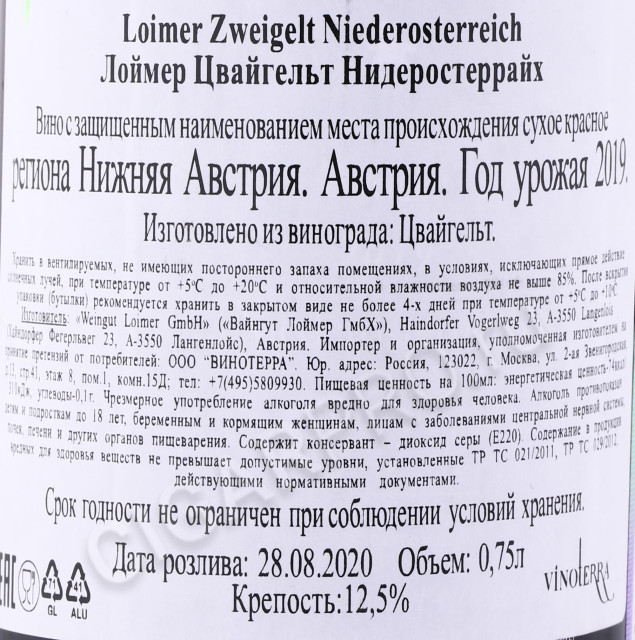 Loimer Zweigelt Niederosterreich
Лоймер Цвайгельт Нидеростеррайх
Вино с защищенным наименованием места происхождения сухое красное
региона Нижняя Австрия. Австрия. Год урожая 2019.
Изготовлено из винограда: Цвайгельт.
Хранить в вентилируемых, не имеющих постороннего запаха помещениях, в условиях, исключающих прямое действие
солнечных лучей, при температуре от +5°C до +20°C и относительной влажности воздуха не выше 85%. После вскрытия
упаковки (бутылки) рекомендуется хранить в закрытом виде не более 4-х дней при температуре от +5°C до +10°C
Изготовитель: «Weingut Loimer GmbH» («Вайнгут Лоймер ГмбХ»), Haindorfer Vogerlweg 23, A-3550 Langenlois
(Хайндорфер Фегерльвег 23, А-3550 Лангенлойс), Австрия. Импортер и организация, уполномоченная изготовителем на
принятие претензий от потребителей: ООО "ВИНОТЕРРА". Юр. адрес: Россия, 123022, г. Москва, ул. 2-ая Звенигородская,
д.13, стр.41, этаж 8, пом.1, комн.15Д; тел: +7(495)5809930. Пищевая ценность на 100мл: энергетическая ценность-74ккал/
310кДж, углеводы-0,1г. Чрезмерное употребление алкоголя вредно для здоровья человека. Алкоголь противопоказан
детям и подросткам до 18 лет, беременным и кормящим женщинам, лицам с заболеваниями центральной нервной системы,
почек, печени и других органов пищеварения. Содержит консервант – диоксид серы (Е220). Содержание в продукции
вредных для здоровья веществ не превышает допустимые уровни, установленные ТР ТС 021/2011, ТР ТС 029/2012,
действующими нормативными документами.
Срок годности не ограничен при соблюдении условий хранения.
Дата розлива: 28.08.2020 Объем: 0,75л
Крепость:12,5%
EAC
71
GL
41
ALU
vinoTERRA